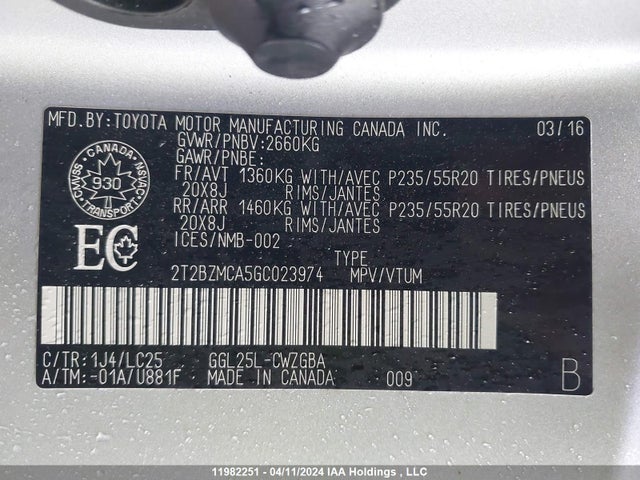 MFD.BY:TOYOTA MOTOR MANUFACTURING CANADA INC. 03/16
GVWR/PNBV:2660KG
GAWR/PNBE:
FR/AVT 1360KG WITH/AVEC P235/55R20 TIRES/PNEUS
20X8J RIMS/JANTES
RR/ARR 1460KG WITH/AVEC P235/55R20 TIRES/PNEUS
20X8J RIMS/JANTES
ICES/NMB-002
CMVSS NSVAC
930
TRANSPORT
EC
TYPE
2T2BZMCA5GC023974 MPV/VTUM
C/TR:1J4/LC25 GGL25L-CWZGBA
A/TM:-01A/U881F MADE IN CANADA 009 B
11982251 - 04/11/2024 IAA Holdings , LLC